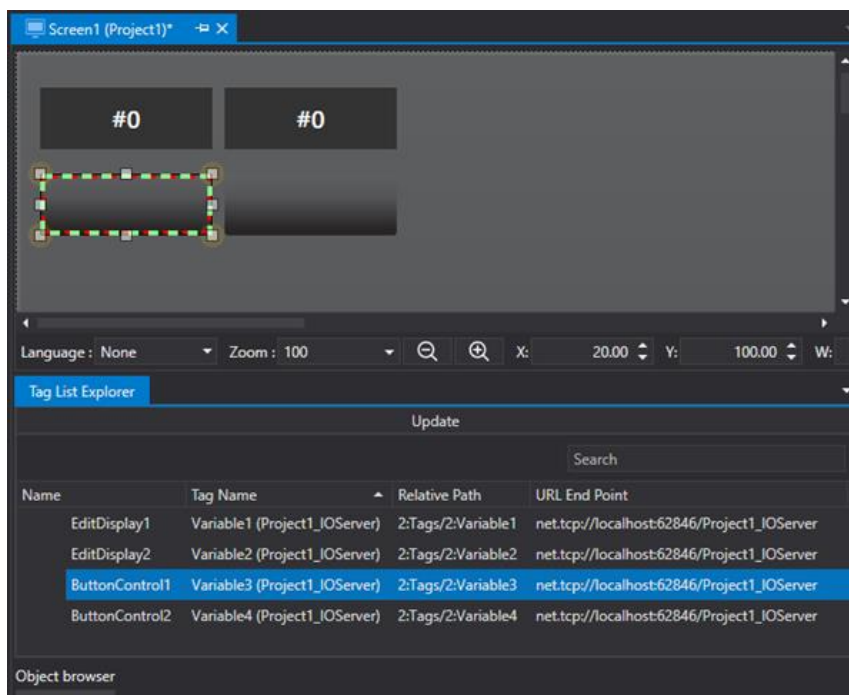 Screen1 (Project1)*
#0 #0
Language : None Zoom : 100 X: 20.00 Y: 100.00 W:
Tag List Explorer
Update
Search
Name Tag Name Relative Path URL End Point
EditDisplay1 Variable1 (Project1_IOServer) 2:Tags/2:Variable1 net.tcp://localhost:62846/Project1_IOServer
EditDisplay2 Variable2 (Project1_IOServer) 2:Tags/2:Variable2 net.tcp://localhost:62846/Project1_IOServer
ButtonControl1 Variable3 (Project1_IOServer) 2:Tags/2:Variable3 net.tcp://localhost:62846/Project1_IOServer
ButtonControl2 Variable4 (Project1_IOServer) 2:Tags/2:Variable4 net.tcp://localhost:62846/Project1_IOServer
Object browser